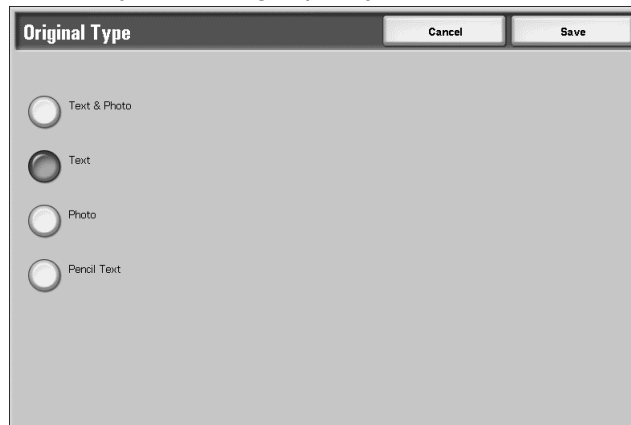 Original Type
Cancel
Save
Text & Photo
Text
Photo
Pencil Text